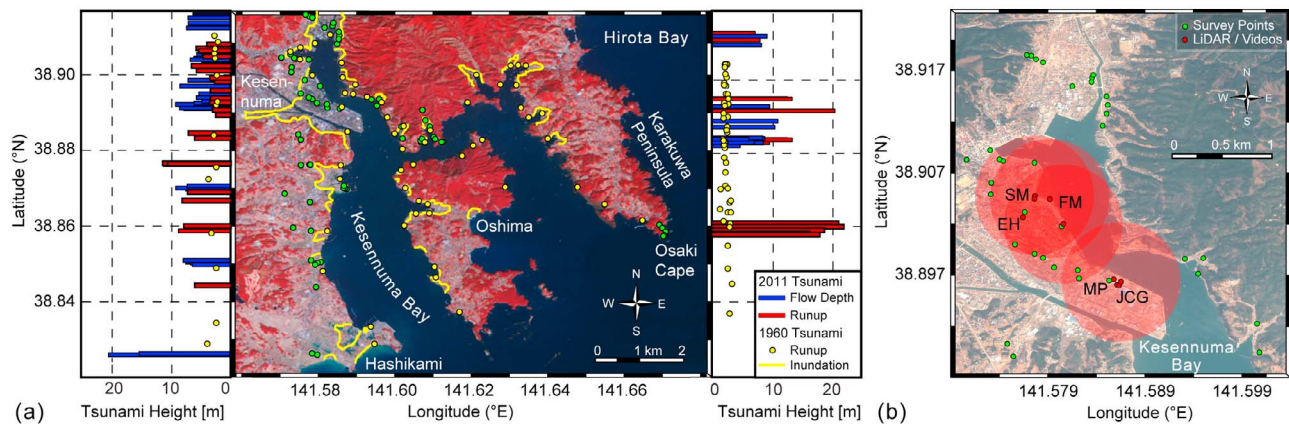 38.90
38.88
38.86
38.84
Latitude (°N)
20
10
0
Tsunami Height [m]
(a)
Hirota Bay
Kesen-
numa
Karakuwa
Peninsula
Oshima
Osaki
Cape
Kesennuma Bay
Hashikami
N
W
E
S
0
1 km
2
141.58
141.60
141.62
141.64
141.66
Longitude (°E)
2011 Tsunami
Flow Depth
Runup
1960 Tsunami
Runup
Inundation
0
10
20
Tsunami Height [m]
(b)
Survey Points
LiDAR / Videos
38.917
38.907
38.897
Latitude (°N)
N
W
E
S
0
0.5 km
1
SM
FM
EH
MP
JCG
Kesennuma
Bay
141.579
141.589
141.599
Longitude (°E)